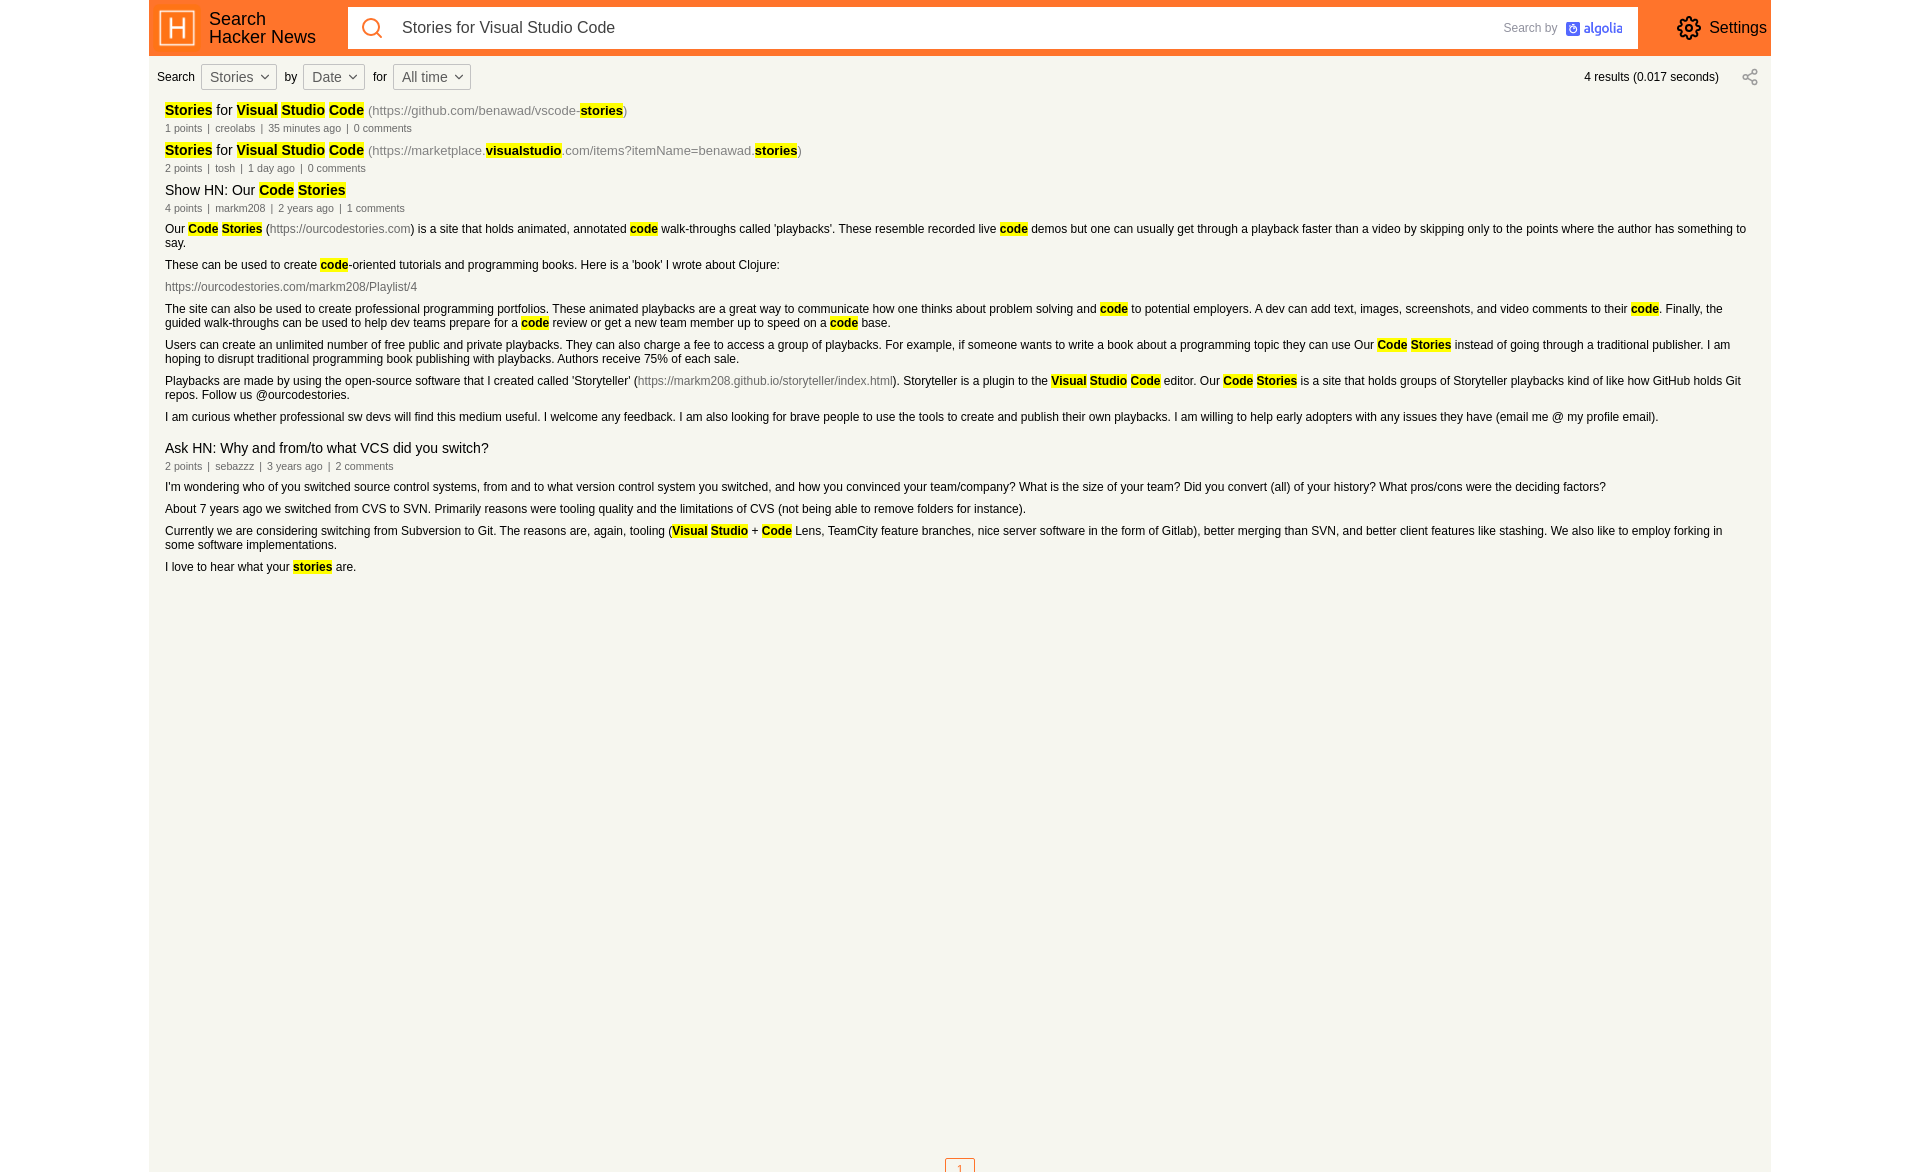 Search
Hacker News
Stories for Visual Studio Code
Search by algolia
Settings
Search Stories by Date for All time
4 results (0.017 seconds)
Stories for Visual Studio Code (https://github.com/benawad/vscode-stories)
1 points | creolabs | 35 minutes ago | 0 comments
Stories for Visual Studio Code (https://marketplace.visualstudio.com/items?itemName=benawad.stories)
2 points | tosh | 1 day ago | 0 comments
Show HN: Our Code Stories
4 points | markm208 | 2 years ago | 1 comments
Our Code Stories (https://ourcodestories.com) is a site that holds animated, annotated code walk-throughs called 'playbacks'. These resemble recorded live code demos but one can usually get through a playback faster than a video by skipping only to the points where the author has something to
say.
These can be used to create code-oriented tutorials and programming books. Here is a 'book' I wrote about Clojure:
https://ourcodestories.com/markm208/Playlist/4
The site can also be used to create professional programming portfolios. These animated playbacks are a great way to communicate how one thinks about problem solving and code to potential employers. A dev can add text, images, screenshots, and video comments to their code. Finally, the
guided walk-throughs can be used to help dev teams prepare for a code review or get a new team member up to speed on a code base.
Users can create an unlimited number of free public and private playbacks. They can also charge a fee to access a group of playbacks. For example, if someone wants to write a book about a programming topic they can use Our Code Stories instead of going through a traditional publisher. I am
hoping to disrupt traditional programming book publishing with playbacks. Authors receive 75% of each sale.
Playbacks are made by using the open-source software that I created called 'Storyteller' (https://markm208.github.io/storyteller/index.html). Storyteller is a plugin to the Visual Studio Code editor. Our Code Stories is a site that holds groups of Storyteller playbacks kind of like how GitHub holds Git
repos. Follow us @ourcodestories.
I am curious whether professional sw devs will find this medium useful. I welcome any feedback. I am also looking for brave people to use the tools to create and publish their own playbacks. I am willing to help early adopters with any issues they have (email me @ my profile email).
Ask HN: Why and from/to what VCS did you switch?
2 points | sebazzz | 3 years ago | 2 comments
I'm wondering who of you switched source control systems, from and to what version control system you switched, and how you convinced your team/company? What is the size of your team? Did you convert (all) of your history? What pros/cons were the deciding factors?
About 7 years ago we switched from CVS to SVN. Primarily reasons were tooling quality and the limitations of CVS (not being able to remove folders for instance).
Currently we are considering switching from Subversion to Git. The reasons are, again, tooling (Visual Studio + Code Lens, TeamCity feature branches, nice server software in the form of Gitlab), better merging than SVN, and better client features like stashing. We also like to employ forking in
some software implementations.
I love to hear what your stories are.
1